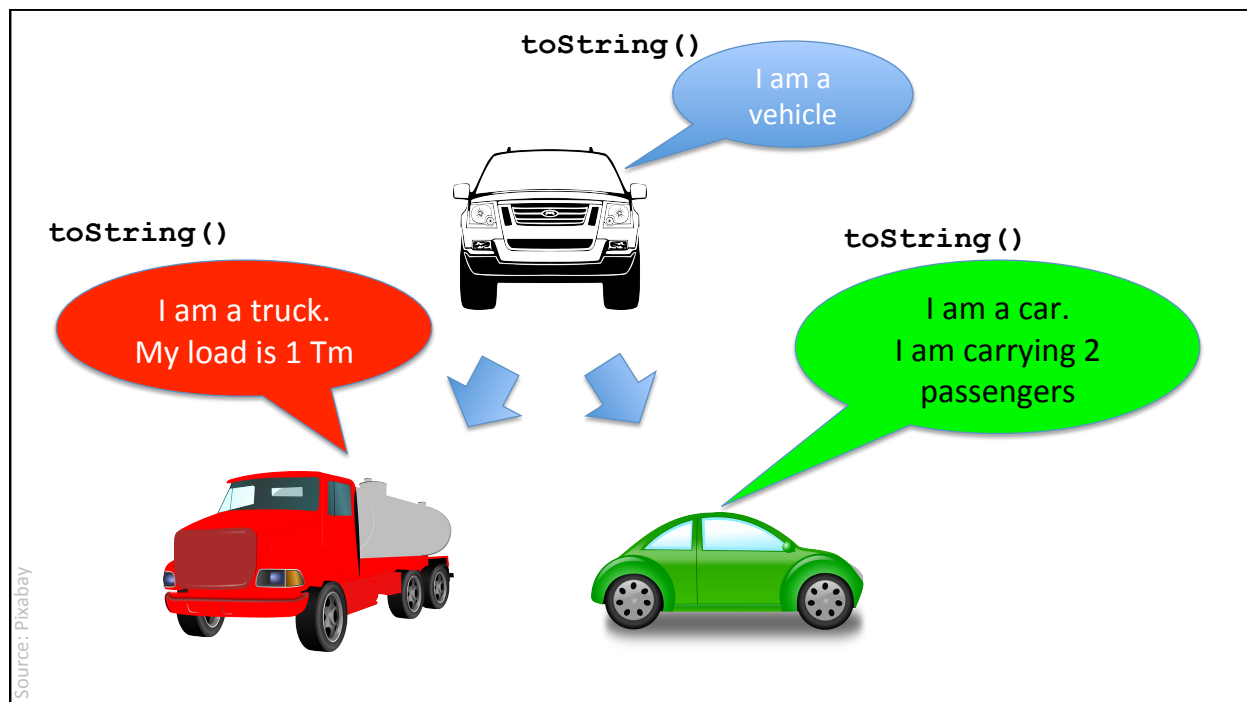 toString()
I am a
vehicle
toString()
I am a truck.
My load is 1 Tm
toString()
I am a car.
I am carrying 2
passengers
Source: Pixabay